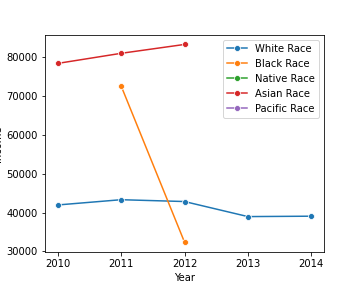 White Race
Black Race
Native Race
Asian Race
Pacific Race
80000
70000
60000
50000
40000
30000
2010 2011 2012 2013 2014
Year